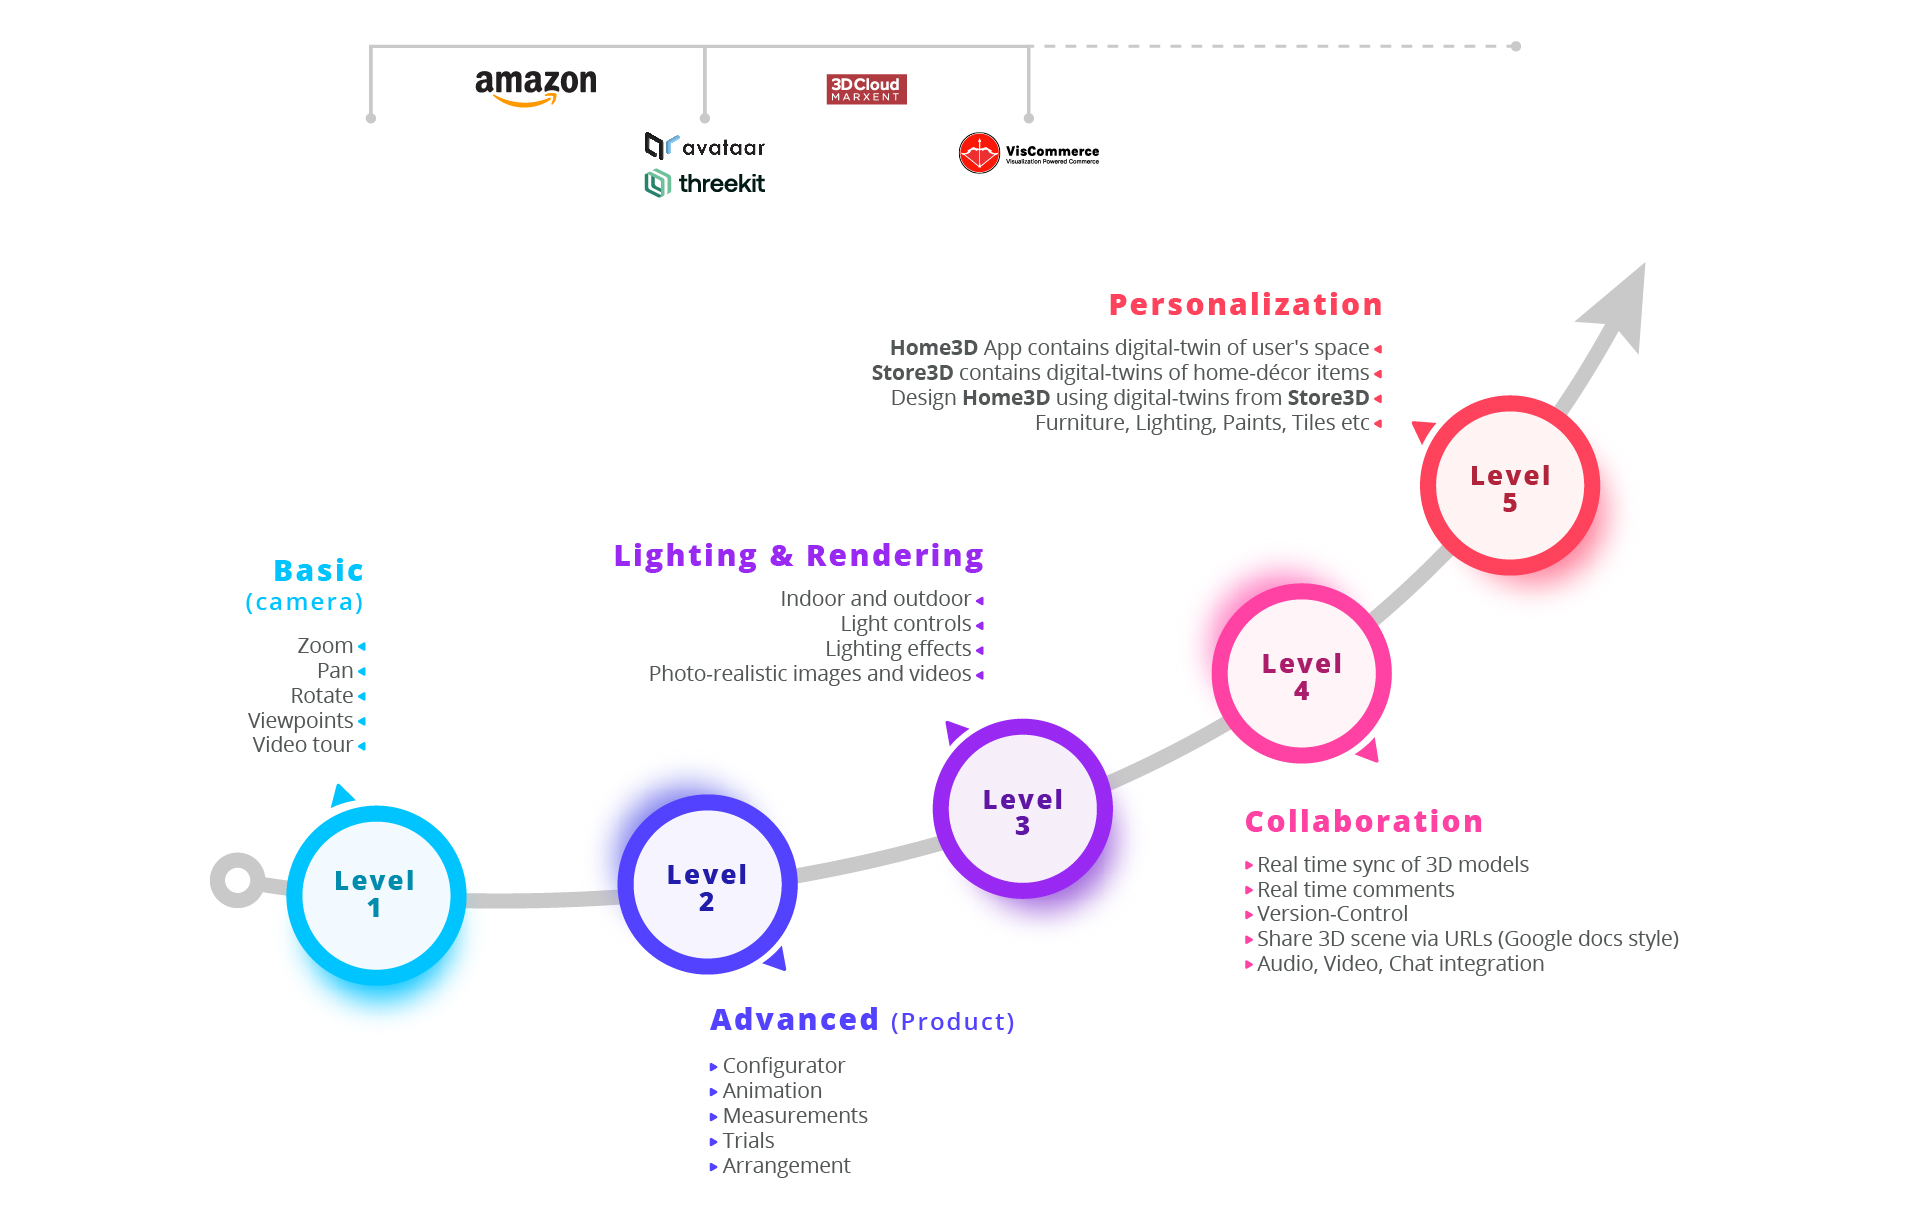 amazon
3DCloud
MARXENT
avataar
threekit
VisCommerce
Visualization Powered Commerce
Personalization
Home3D App contains digital-twin of user's space
Store3D contains digital-twins of home-décor items
Design Home3D using digital-twins from Store3D
Furniture, Lighting, Paints, Tiles etc
Level
5
Lighting & Rendering
Indoor and outdoor
Light controls
Lighting effects
Photo-realistic images and videos
Basic
(camera)
Zoom
Pan
Rotate
Viewpoints
Video tour
Level
4
Level
3
Level
2
Level
1
Collaboration
Real time sync of 3D models
Real time comments
Version-Control
Share 3D scene via URLs (Google docs style)
Audio, Video, Chat integration
Advanced (Product)
Configurator
Animation
Measurements
Trials
Arrangement